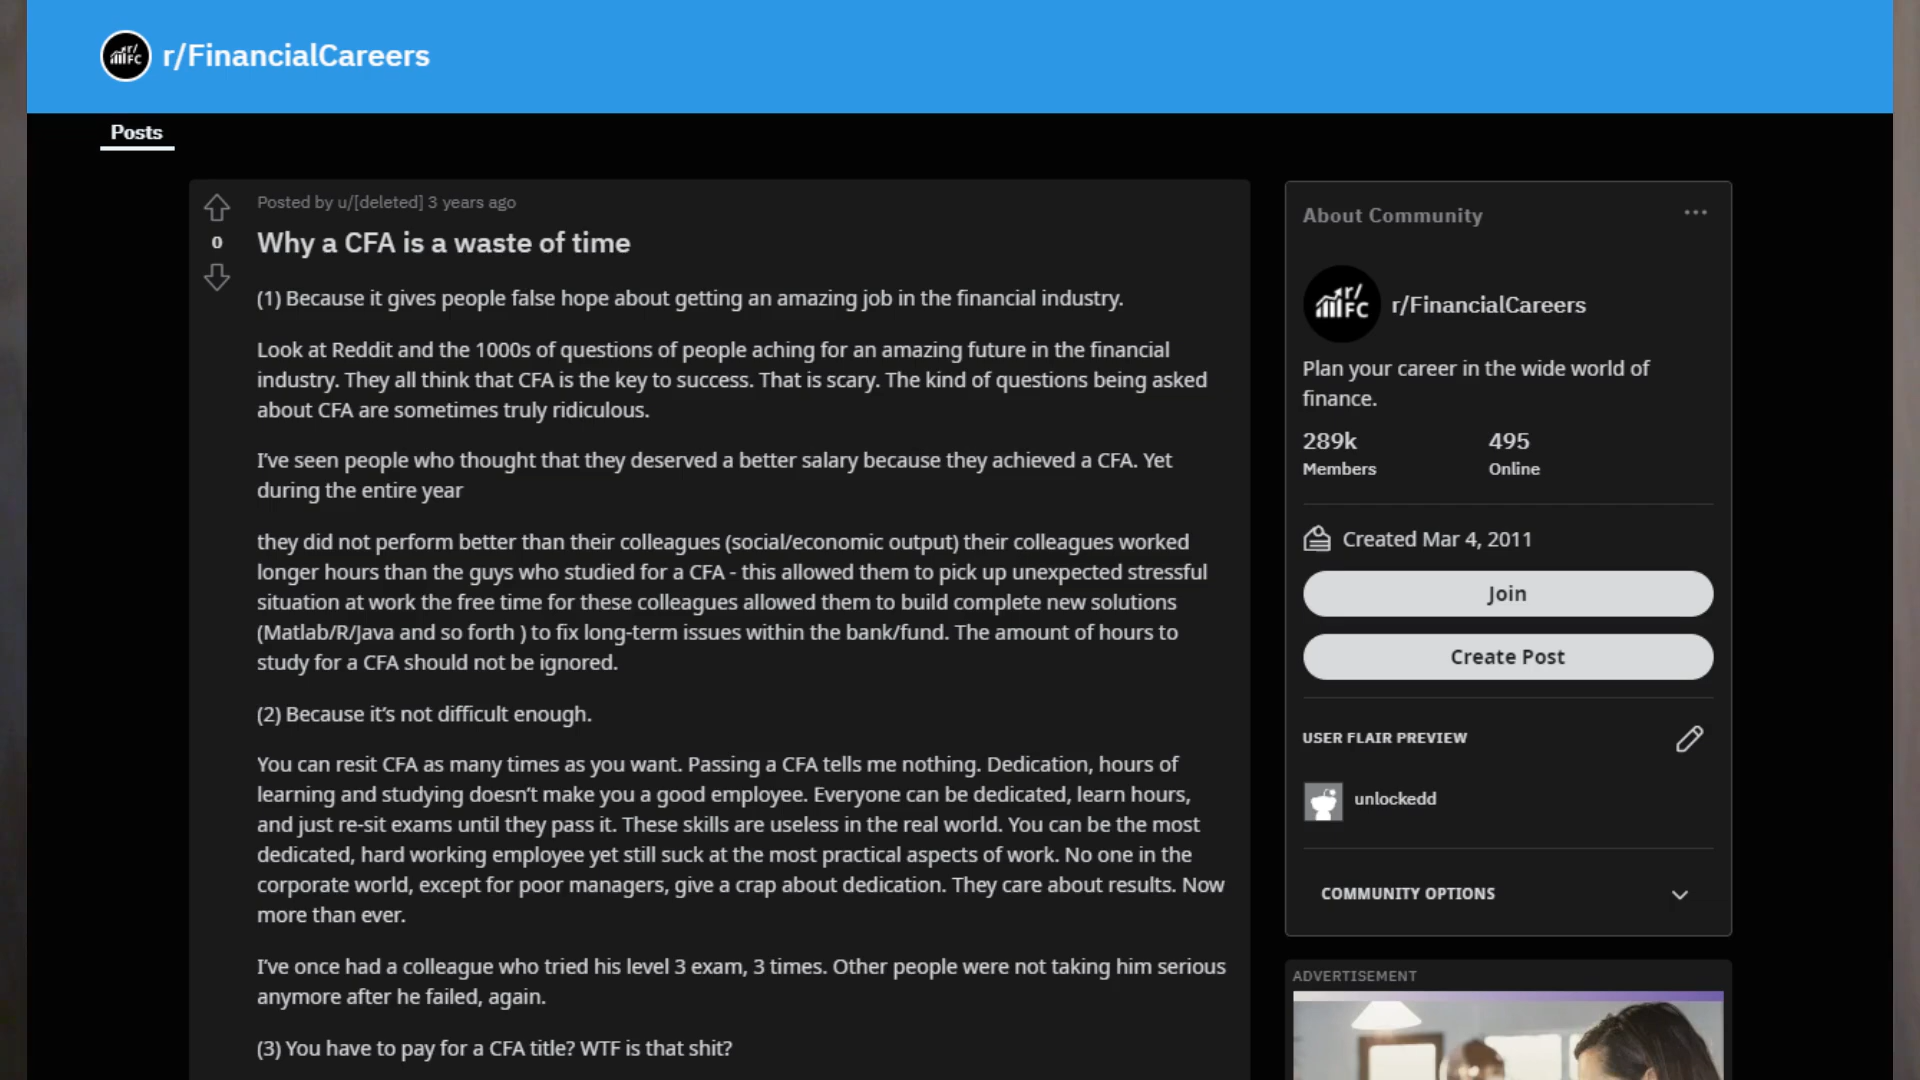 r/FC
r/FinancialCareers
Posts
Posted by u/[deleted] 3 years ago
0
Why a CFA is a waste of time
(1) Because it gives people false hope about getting an amazing job in the financial industry.
Look at Reddit and the 1000s of questions of people aching for an amazing future in the financial
industry. They all think that CFA is the key to success. That is scary. The kind of questions being asked
about CFA are sometimes truly ridiculous.
I've seen people who thought that they deserved a better salary because they achieved a CFA. Yet
during the entire year
they did not perform better than their colleagues (social/economic output) their colleagues worked
longer hours than the guys who studied for a CFA - this allowed them to pick up unexpected stressful
situation at work the free time for these colleagues allowed them to build complete new solutions
(Matlab/R/Java and so forth ) to fix long-term issues within the bank/fund. The amount of hours to
study for a CFA should not be ignored.
(2) Because it's not difficult enough.
You can resit CFA as many times as you want. Passing a CFA tells me nothing. Dedication, hours of
learning and studying doesn't make you a good employee. Everyone can be dedicated, learn hours,
and just re-sit exams until they pass it. These skills are useless in the real world. You can be the most
dedicated, hard working employee yet still suck at the most practical aspects of work. No one in the
corporate world, except for poor managers, give a crap about dedication. They care about results. Now
more than ever.
I've once had a colleague who tried his level 3 exam, 3 times. Other people were not taking him serious
anymore after he failed, again.
(3) You have to pay for a CFA title? WTF is that shit?
About Community
r/FC
r/FinancialCareers
Plan your career in the wide world of
finance.
289k 495
Members Online
Created Mar 4, 2011
Join
Create Post
USER FLAIR PREVIEW
unlockedd
COMMUNITY OPTIONS
ADVERTISEMENT